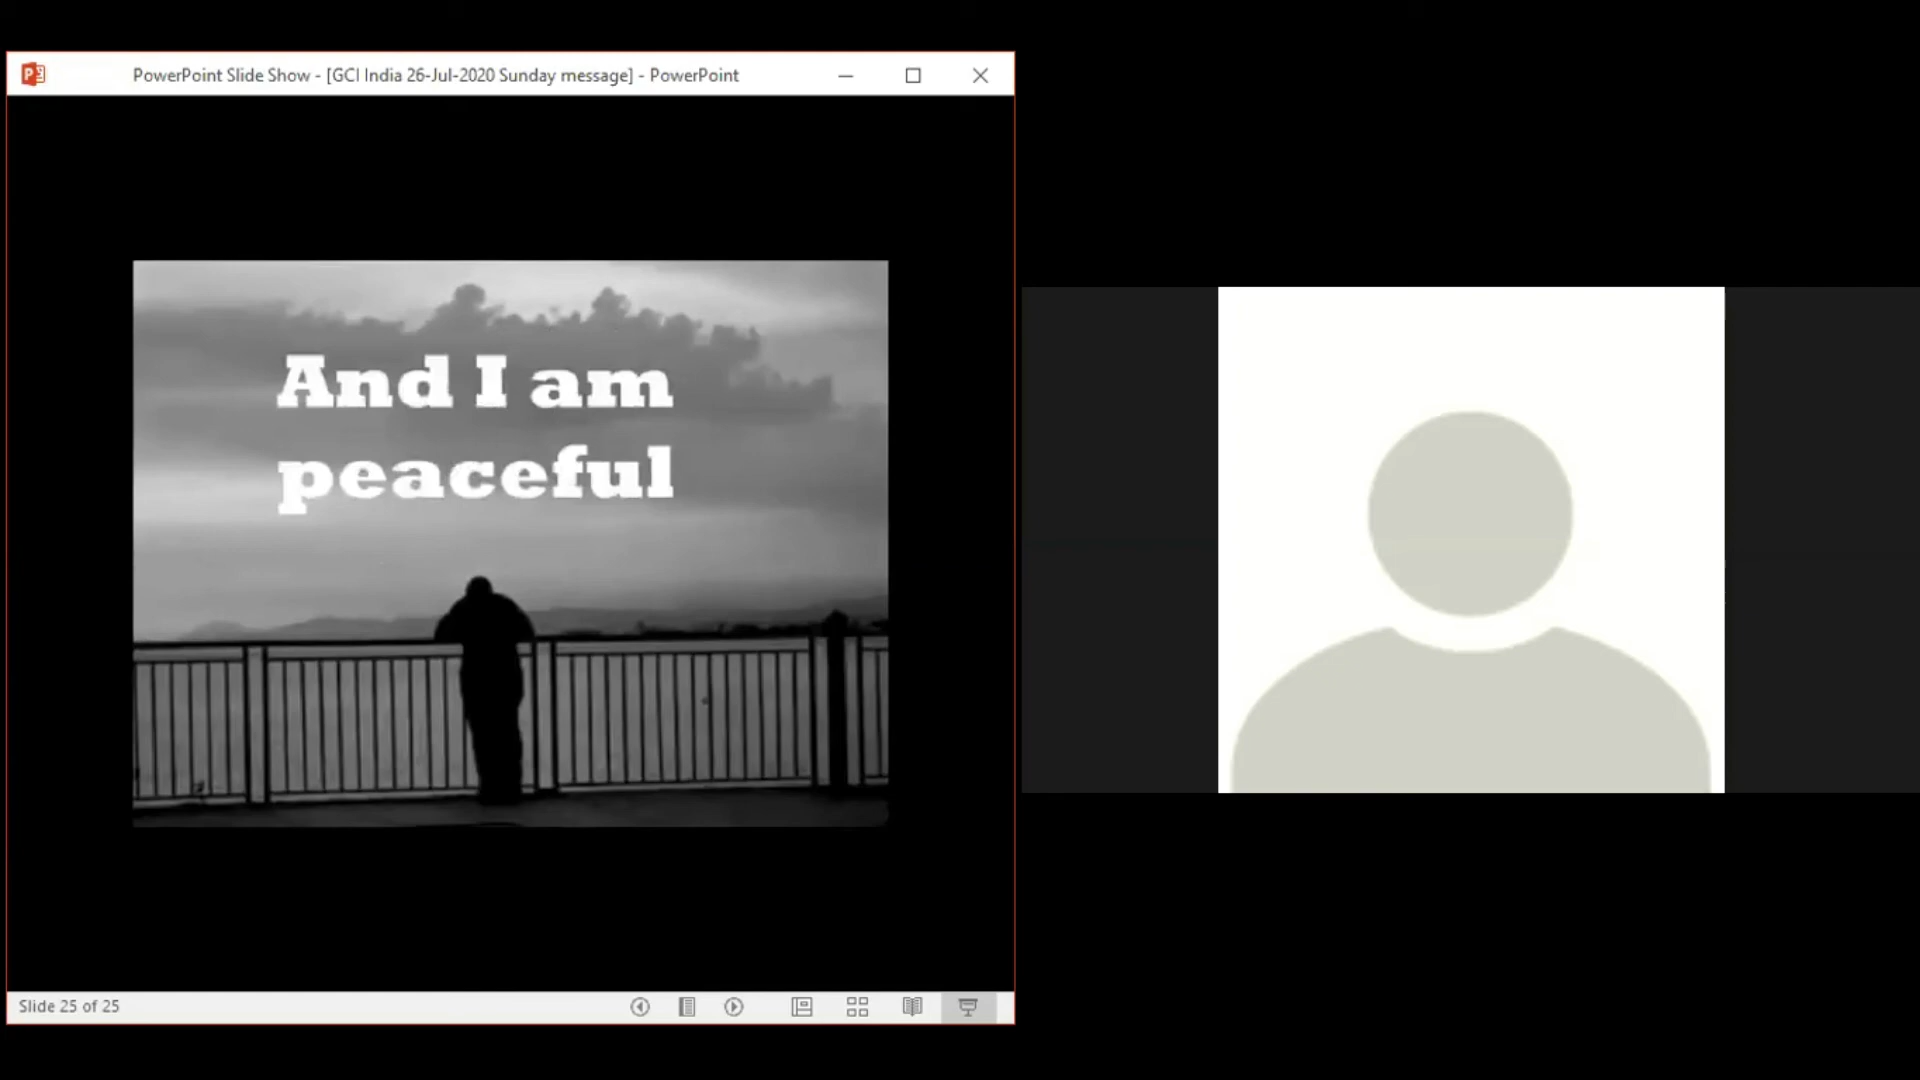 PowerPoint Slide Show - [GCI India 26-Jul-2020 Sunday message] - PowerPoint
And I am
peaceful
Slide 25 of 25